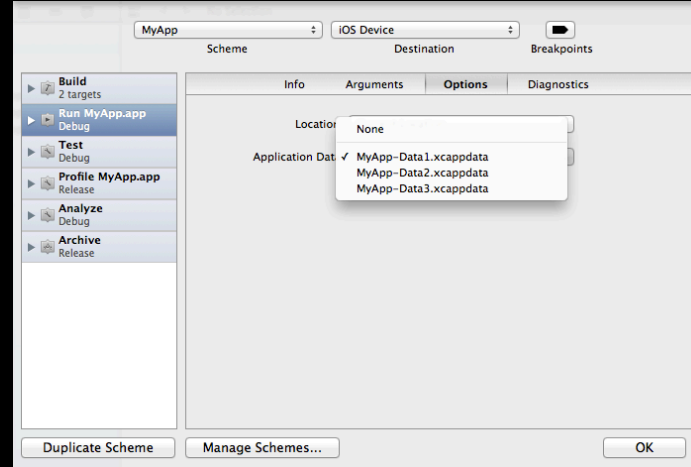 MyApp
iOS Device
Scheme
Destination
Breakpoints
Build
2 targets
Run MyApp.app
Debug
Test
Debug
Profile MyApp.app
Release
Analyze
Debug
Archive
Release
Info
Arguments
Options
Diagnostics
Location
None
Application Dat
✓ MyApp-Data1.xcappdata
MyApp-Data2.xcappdata
MyApp-Data3.xcappdata
Duplicate Scheme
Manage Schemes...
OK